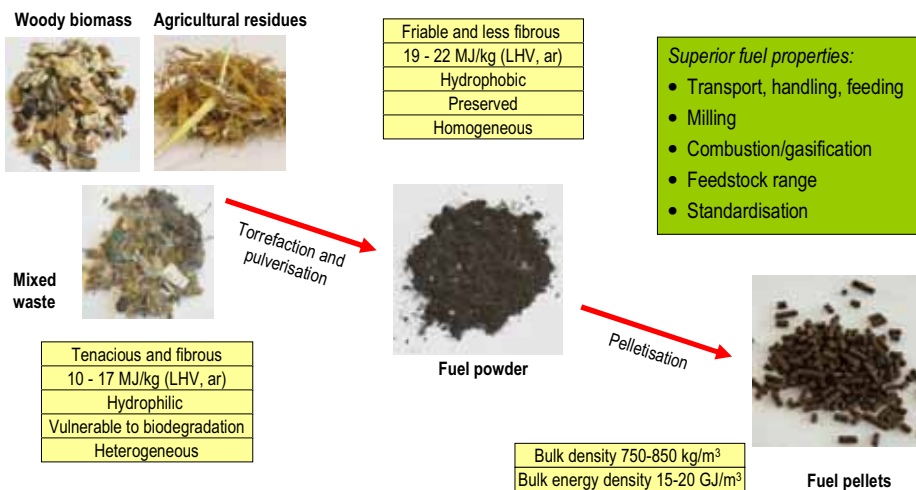 Woody biomass
Agricultural residues
Friable and less fibrous
19 - 22 MJ/kg (LHV, ar)
Hydrophobic
Preserved
Homogeneous
Superior fuel properties:
• Transport, handling, feeding
• Milling
• Combustion/gasification
• Feedstock range
• Standardisation
Mixed
waste
Torrefaction and
pulverisation
Tenacious and fibrous
10 - 17 MJ/kg (LHV, ar)
Hydrophilic
Vulnerable to biodegradation
Heterogeneous
Fuel powder
Pelletisation
Bulk density 750-850 kg/m³
Bulk energy density 15-20 GJ/m³
Fuel pellets